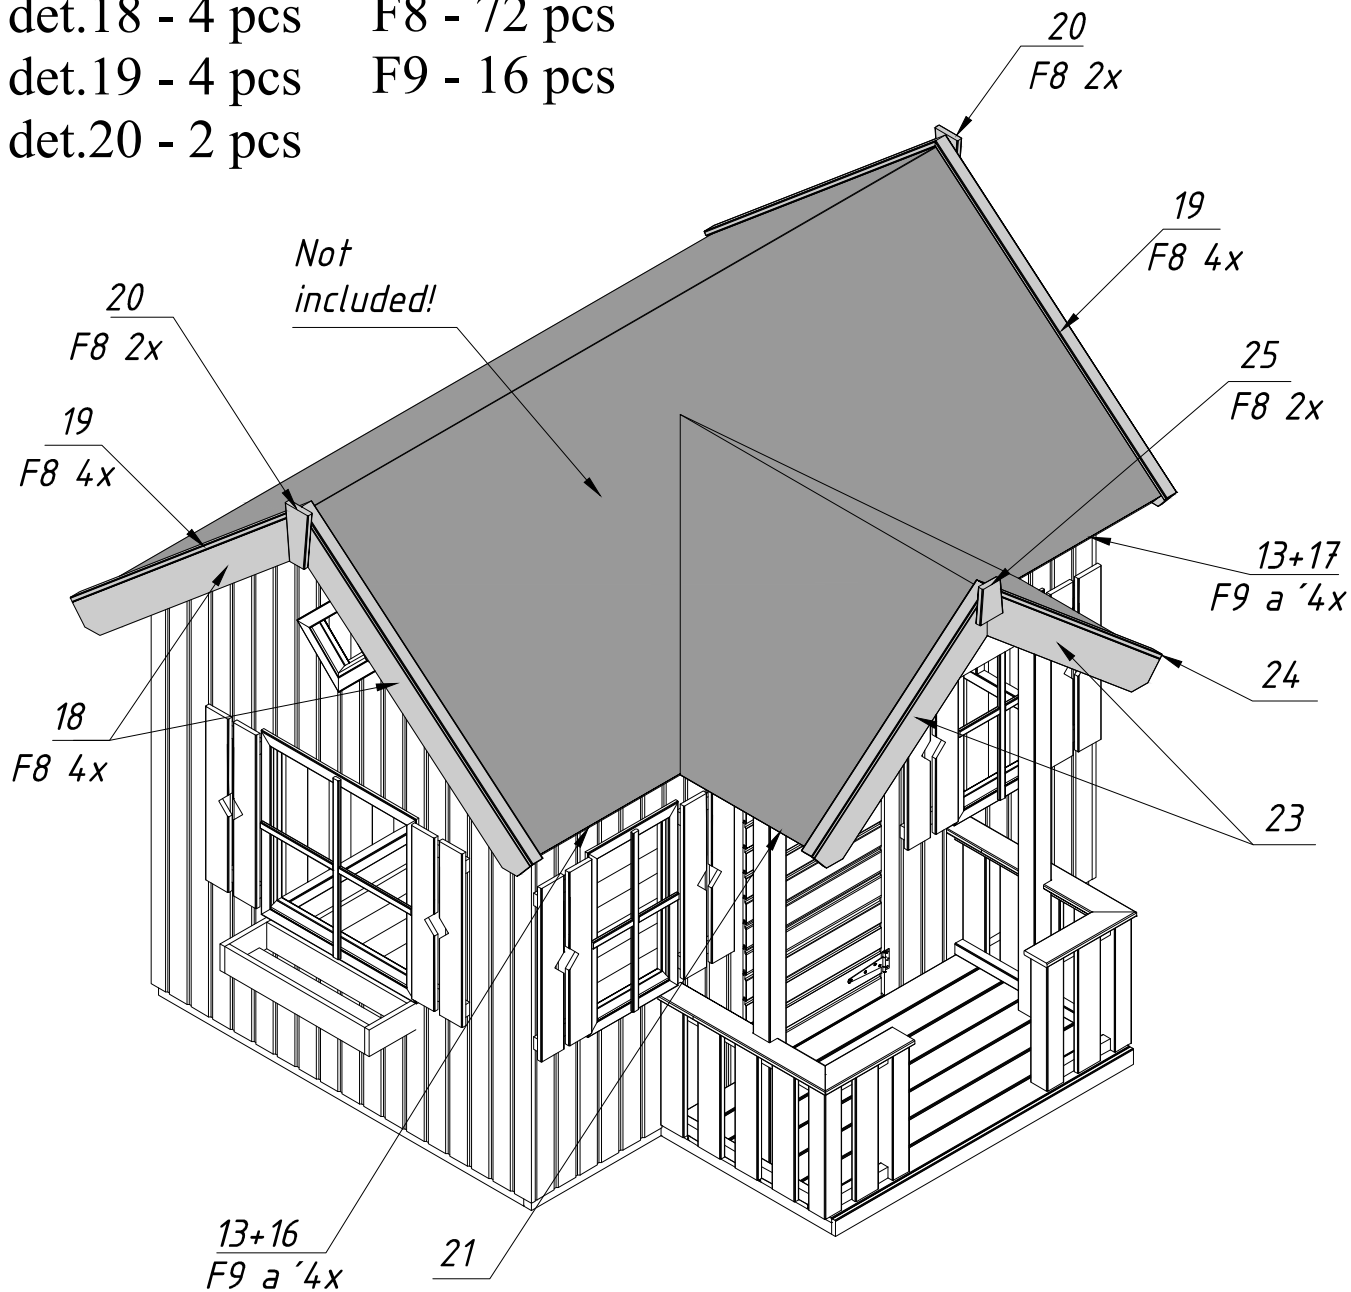 det.18 - 4 pcs F8 - 72 pcs
det.19 - 4 pcs F9 - 16 pcs
det.20 - 2 pcs
20
F8 2x
19
F8 4x
Not
included!
20
F8 2x
25
F8 2x
19
F8 4x
13+17
F9 a ´4x
24
18
F8 4x
23
13+16
F9 a ´4x
21